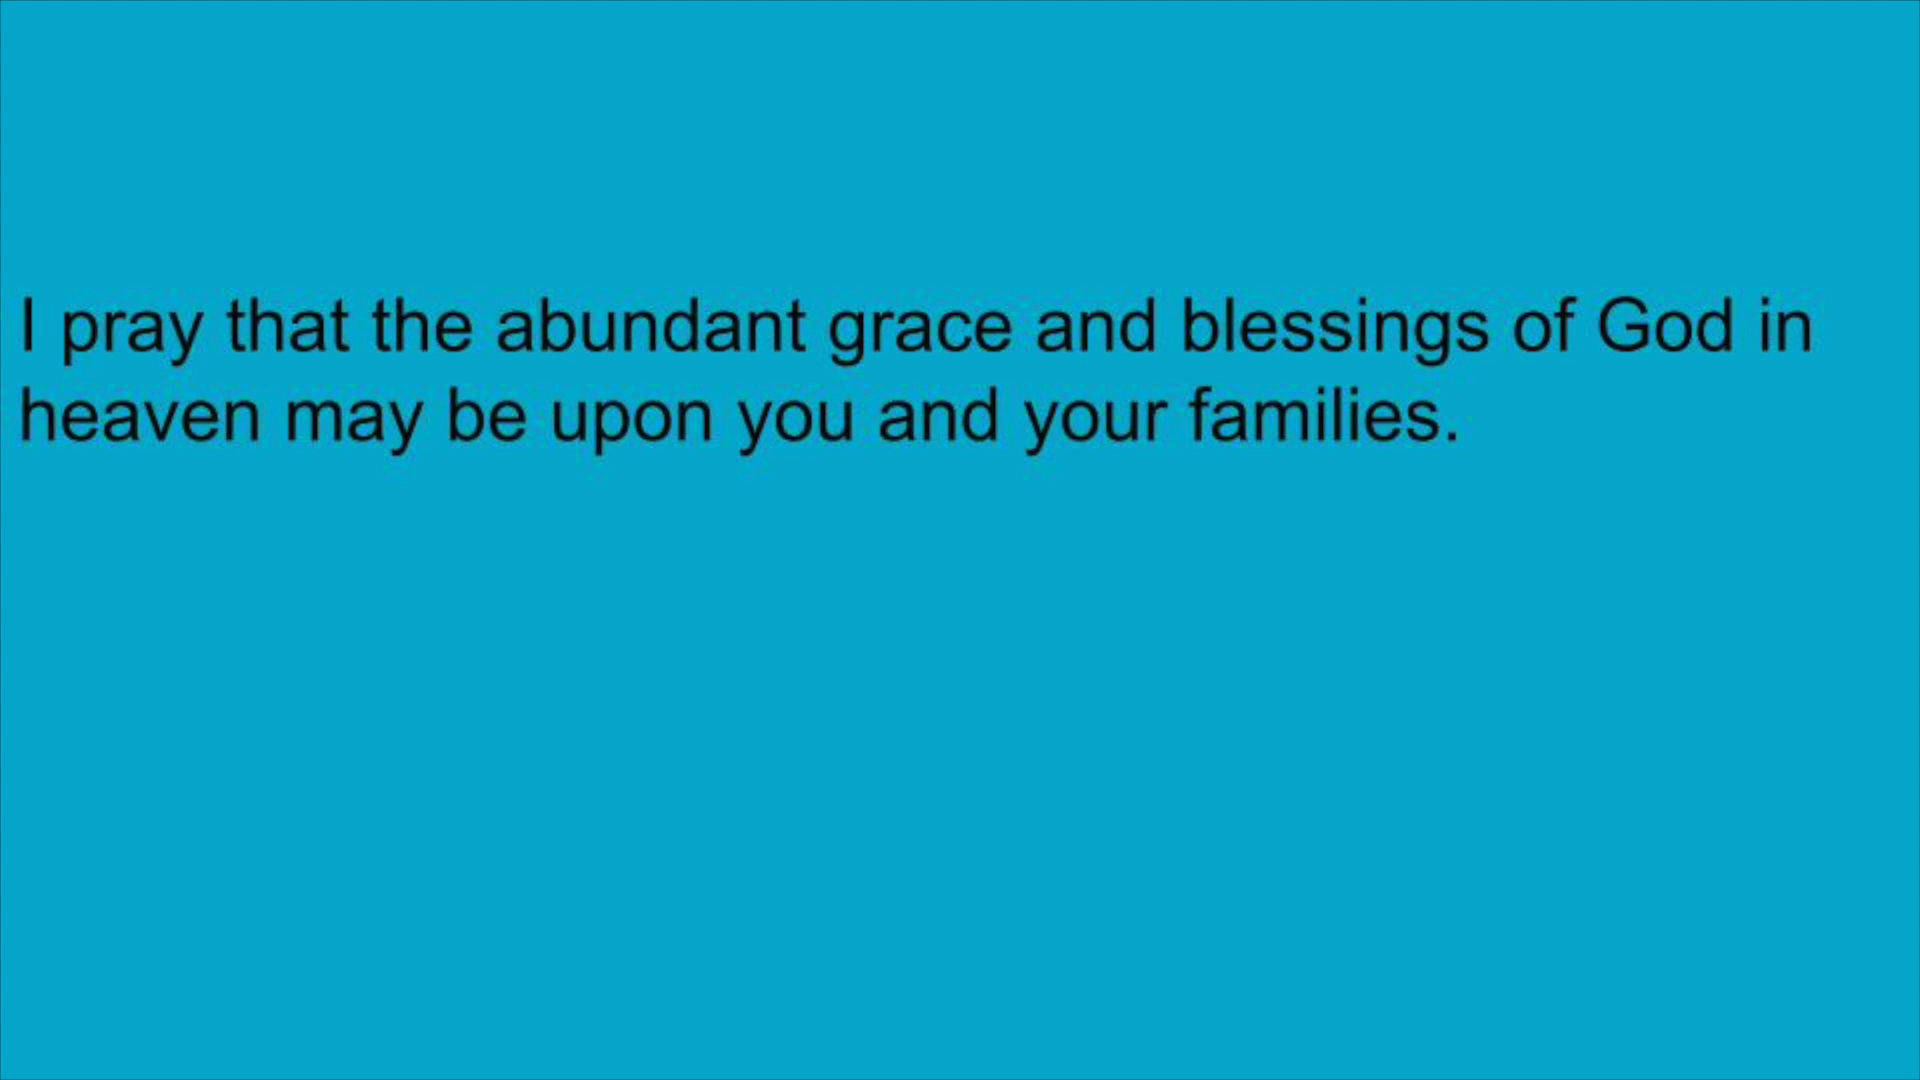 I pray that the abundant grace and blessings of God in
heaven may be upon you and your families.